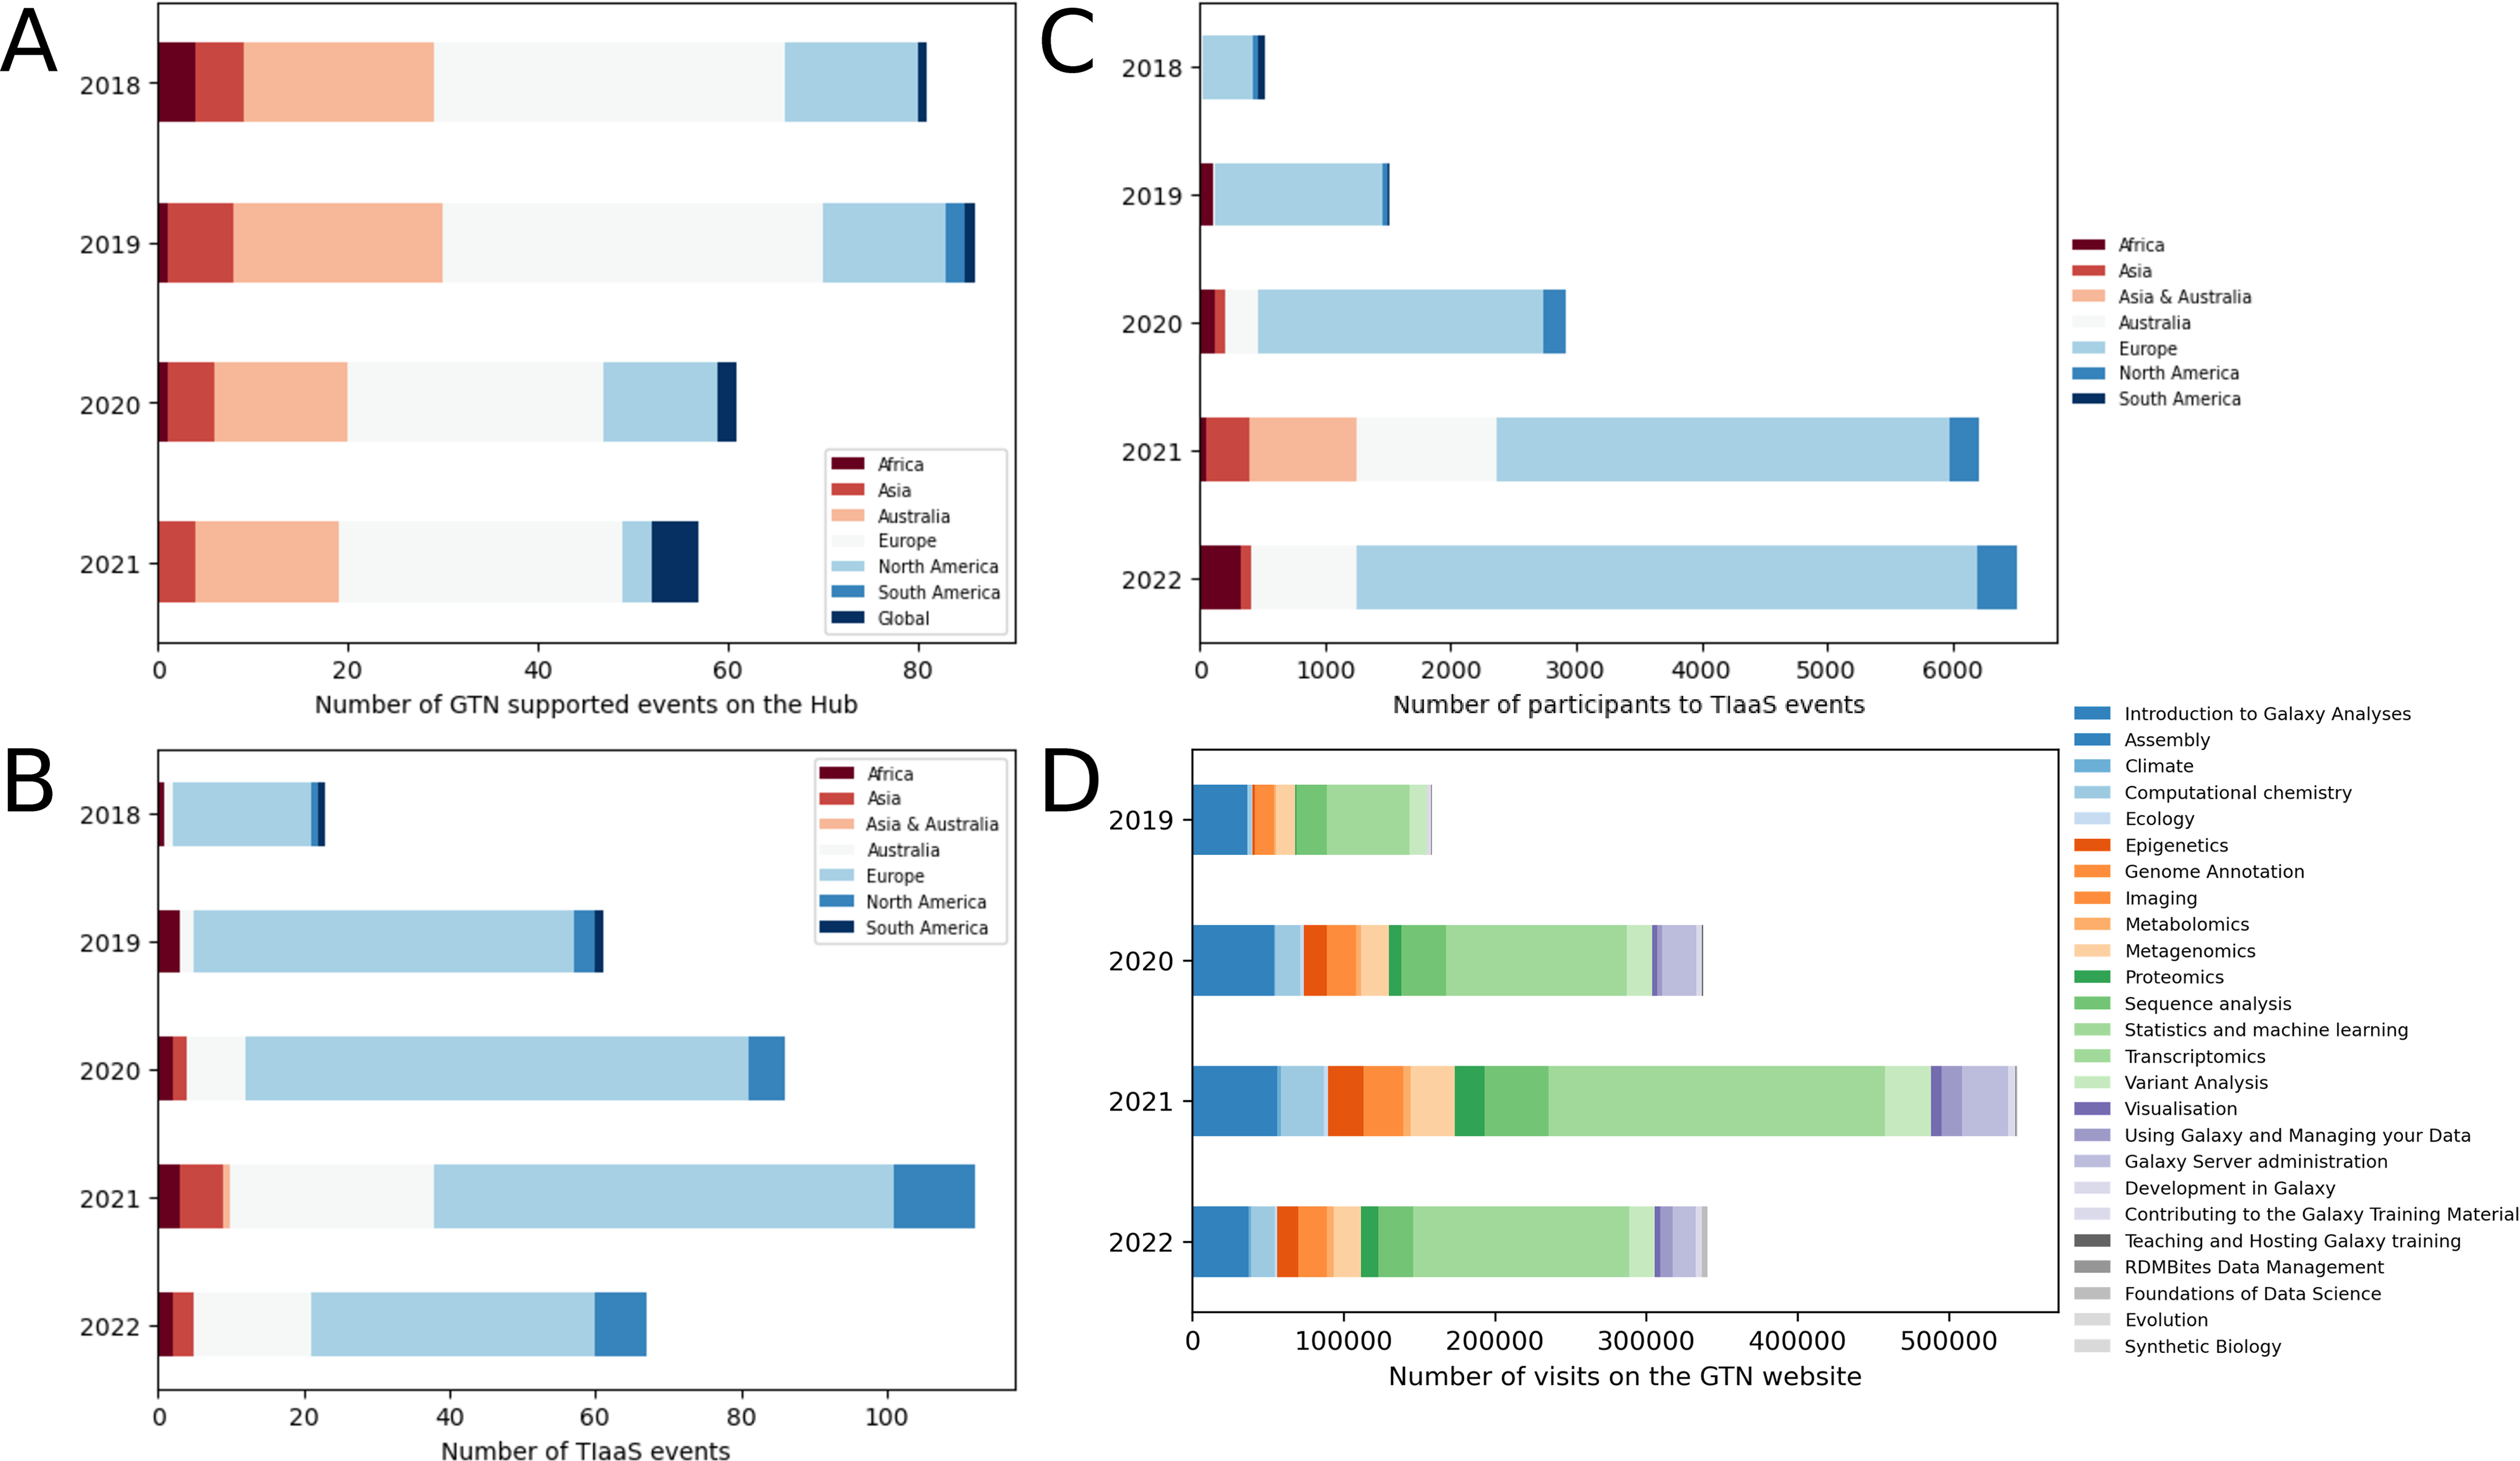 A
2018
2019
2020
2021
Africa
Asia
Australia
Europe
North America
South America
Global
0 20 40 60 80
Number of GTN supported events on the Hub
B
2018
2019
2020
2021
2022
Africa
Asia
Asia & Australia
Australia
Europe
North America
South America
0 20 40 60 80 100
Number of TIaaS events
C
2018
2019
2020
2021
2022
0 1000 2000 3000 4000 5000 6000
Number of participants to TIaaS events
Africa
Asia
Asia & Australia
Australia
Europe
North America
South America
D
2019
2020
2021
2022
0 100000 200000 300000 400000 500000
Number of visits on the GTN website
Introduction to Galaxy Analyses
Assembly
Climate
Computational chemistry
Ecology
Epigenetics
Genome Annotation
Imaging
Metabolomics
Metagenomics
Proteomics
Sequence analysis
Statistics and machine learning
Transcriptomics
Variant Analysis
Visualisation
Using Galaxy and Managing your Data
Galaxy Server administration
Development in Galaxy
Contributing to the Galaxy Training Material
Teaching and Hosting Galaxy training
RDMBites Data Management
Foundations of Data Science
Evolution
Synthetic Biology